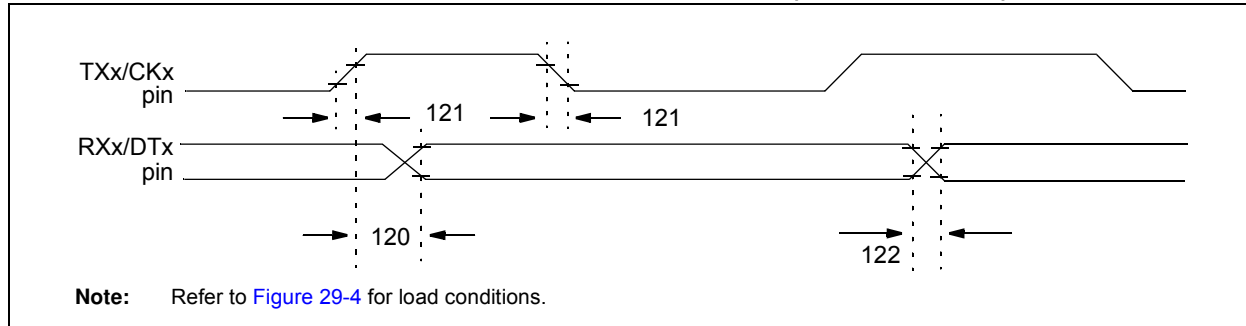 TXx/CKx
pin
121
121
RXx/DTx
pin
120
122
Note: Refer to Figure 29-4 for load conditions.